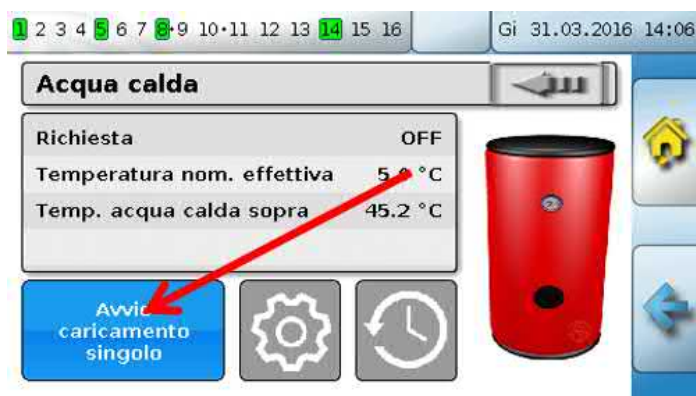 1 2 3 4 5 6 7 8·9 10·11 12 13 14 15 16
Gi 31.03.2016 14:06
Acqua calda
Richiesta OFF
Temperatura nom. effettiva °C
Temp. acqua calda sopra 45.2 °C
Avvio
caricamento
singolo